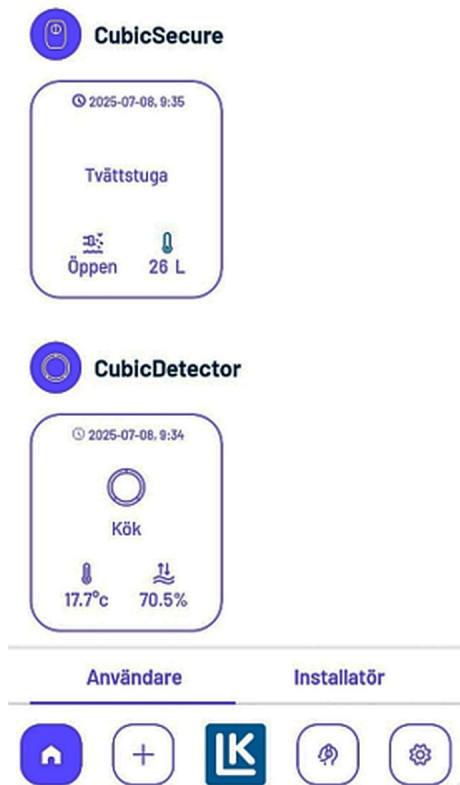 CubicSecure
2025-07-08, 9:35
Tvättstuga
Öppen 26 L
CubicDetector
2025-07-08, 9:34
Kök
17.7°c 70.5%
Användare Installatör
LK